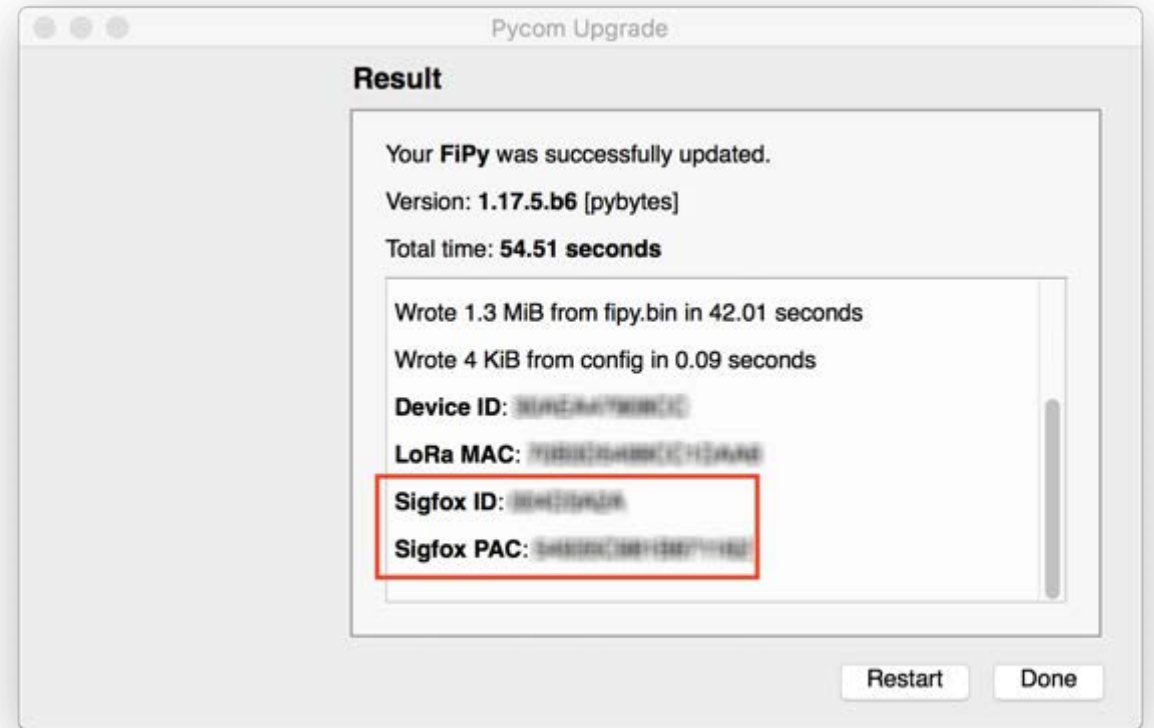 Pycom Upgrade
Result
Your FiPy was successfully updated.
Version: 1.17.5.b6 [pybytes]
Total time: 54.51 seconds
Wrote 1.3 MiB from fipy.bin in 42.01 seconds
Wrote 4 KiB from config in 0.09 seconds
Device ID:
LoRa MAC:
Sigfox ID:
Sigfox PAC:
Restart Done